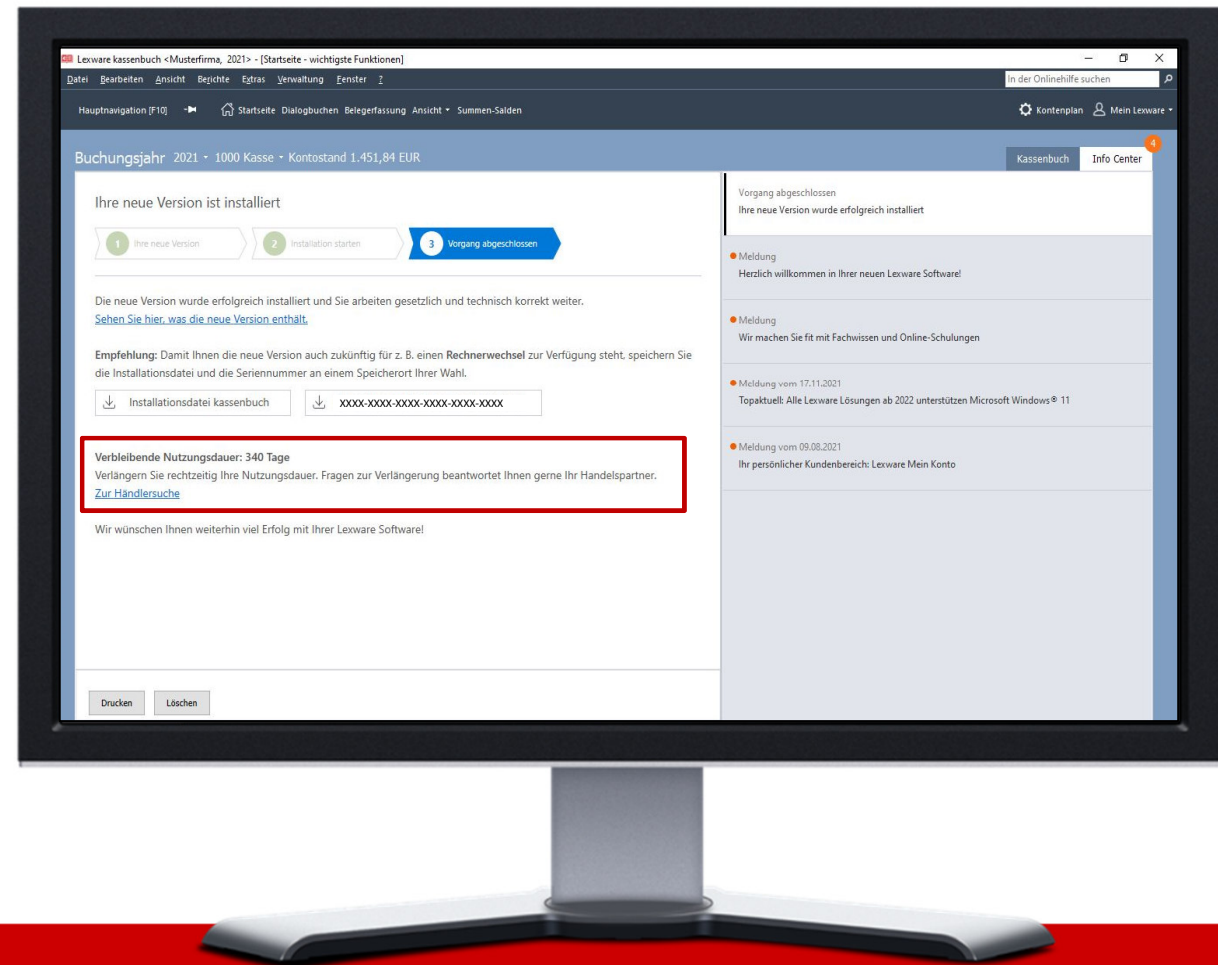 Lexware kassenbuch <Musterfirma, 2021> - [Startseite - wichtigste Funktionen]
Datei Bearbeiten Ansicht Berichte Extras Verwaltung Fenster ?
In der Onlinehilfe suchen
Hauptnavigation [F10] Startseite Dialogbuchen Belegerfassung Ansicht Summen-Salden
Kontenplan Mein Lexware
Buchungsjahr 2021 - 1000 Kasse - Kontostand 1.451,84 EUR
Kassenbuch Info Center 4
Ihre neue Version ist installiert
1 Ihre neue Version 2 Installation starten 3 Vorgang abgeschlossen
Die neue Version wurde erfolgreich installiert und Sie arbeiten gesetzlich und technisch korrekt weiter.
Sehen Sie hier, was die neue Version enthält.
Empfehlung: Damit Ihnen die neue Version auch zukünftig für z. B. einen Rechnerwechsel zur Verfügung steht, speichern Sie
die Installationsdatei und die Seriennummer an einem Speicherort Ihrer Wahl.
Installationsdatei kassenbuch XXXX-XXXX-XXXX-XXXX-XXXX-XXXX
Verbleibende Nutzungsdauer: 340 Tage
Verlängern Sie rechtzeitig Ihre Nutzungsdauer. Fragen zur Verlängerung beantwortet Ihnen gerne Ihr Handelspartner.
Zur Händlersuche
Wir wünschen Ihnen weiterhin viel Erfolg mit Ihrer Lexware Software!
Drucken Löschen
Vorgang abgeschlossen
Ihre neue Version wurde erfolgreich installiert
Meldung
Herzlich willkommen in Ihrer neuen Lexware Software!
Meldung
Wir machen Sie fit mit Fachwissen und Online-Schulungen
Meldung vom 17.11.2021
Topaktuell: Alle Lexware Lösungen ab 2022 unterstützen Microsoft Windows® 11
Meldung vom 09.08.2021
Ihr persönlicher Kundenbereich: Lexware Mein Konto